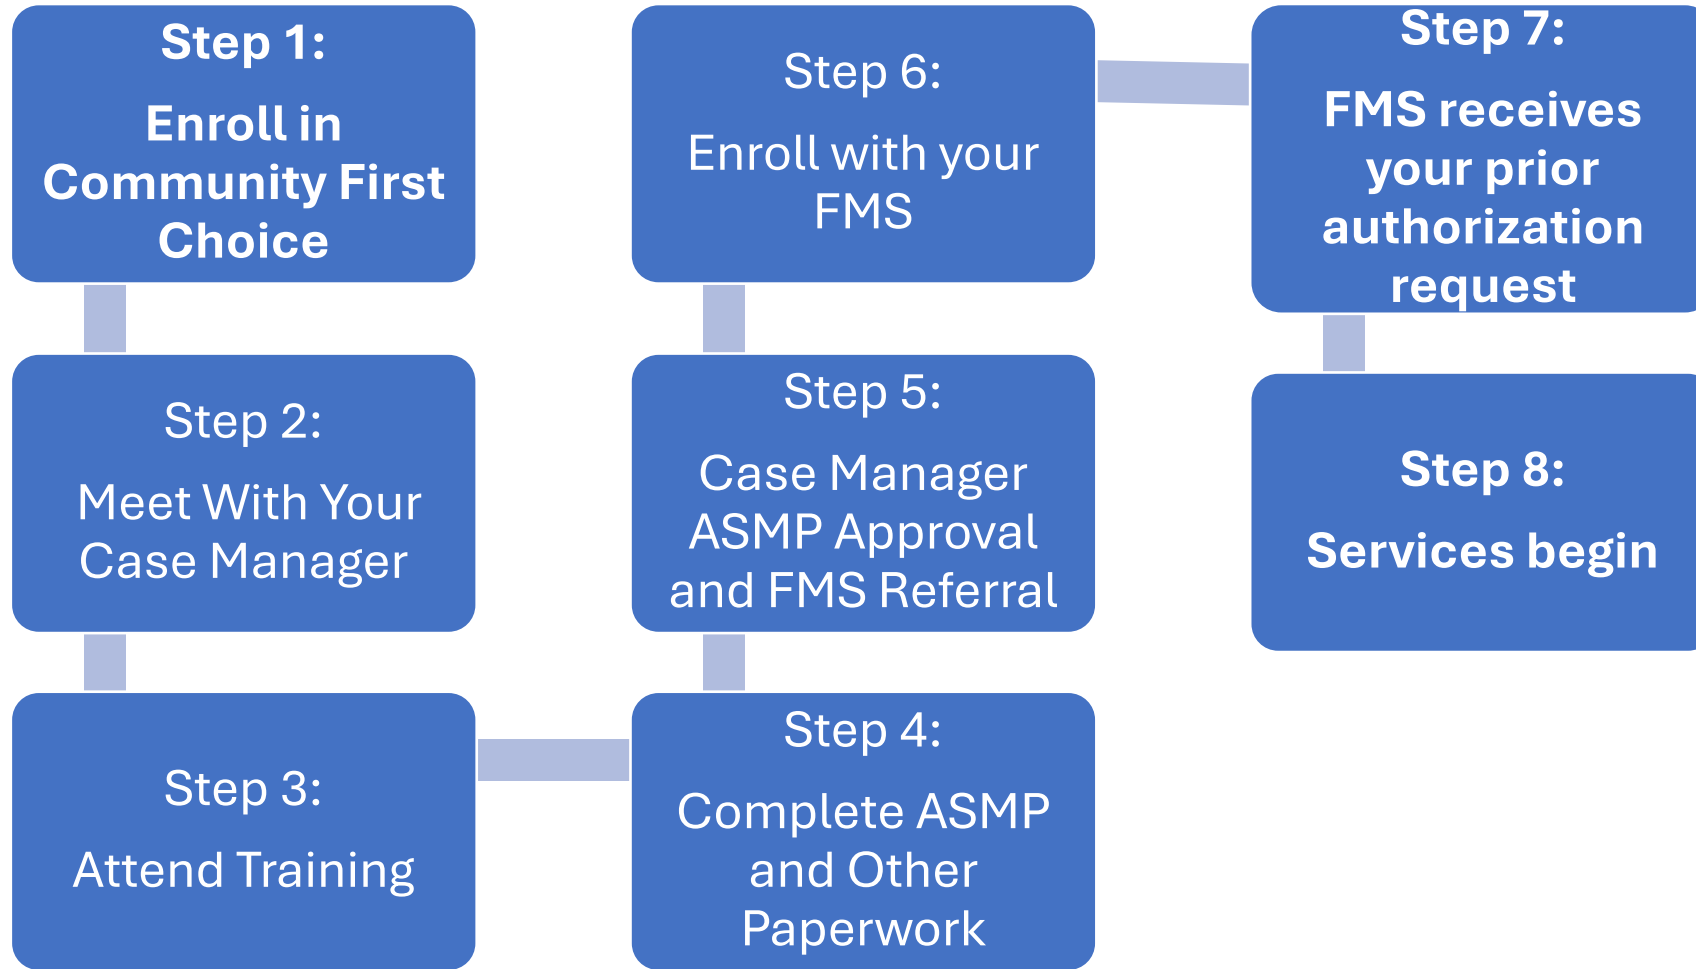 Step 1:
Enroll in
Community First
Choice
Step 2:
Meet With Your
Case Manager
Step 3:
Attend Training
Step 4:
Complete ASMP
and Other
Paperwork
Step 5:
Case Manager
ASMP Approval
and FMS Referral
Step 6:
Enroll with your
FMS
Step 7:
FMS receives
your prior
authorization
request
Step 8:
Services begin